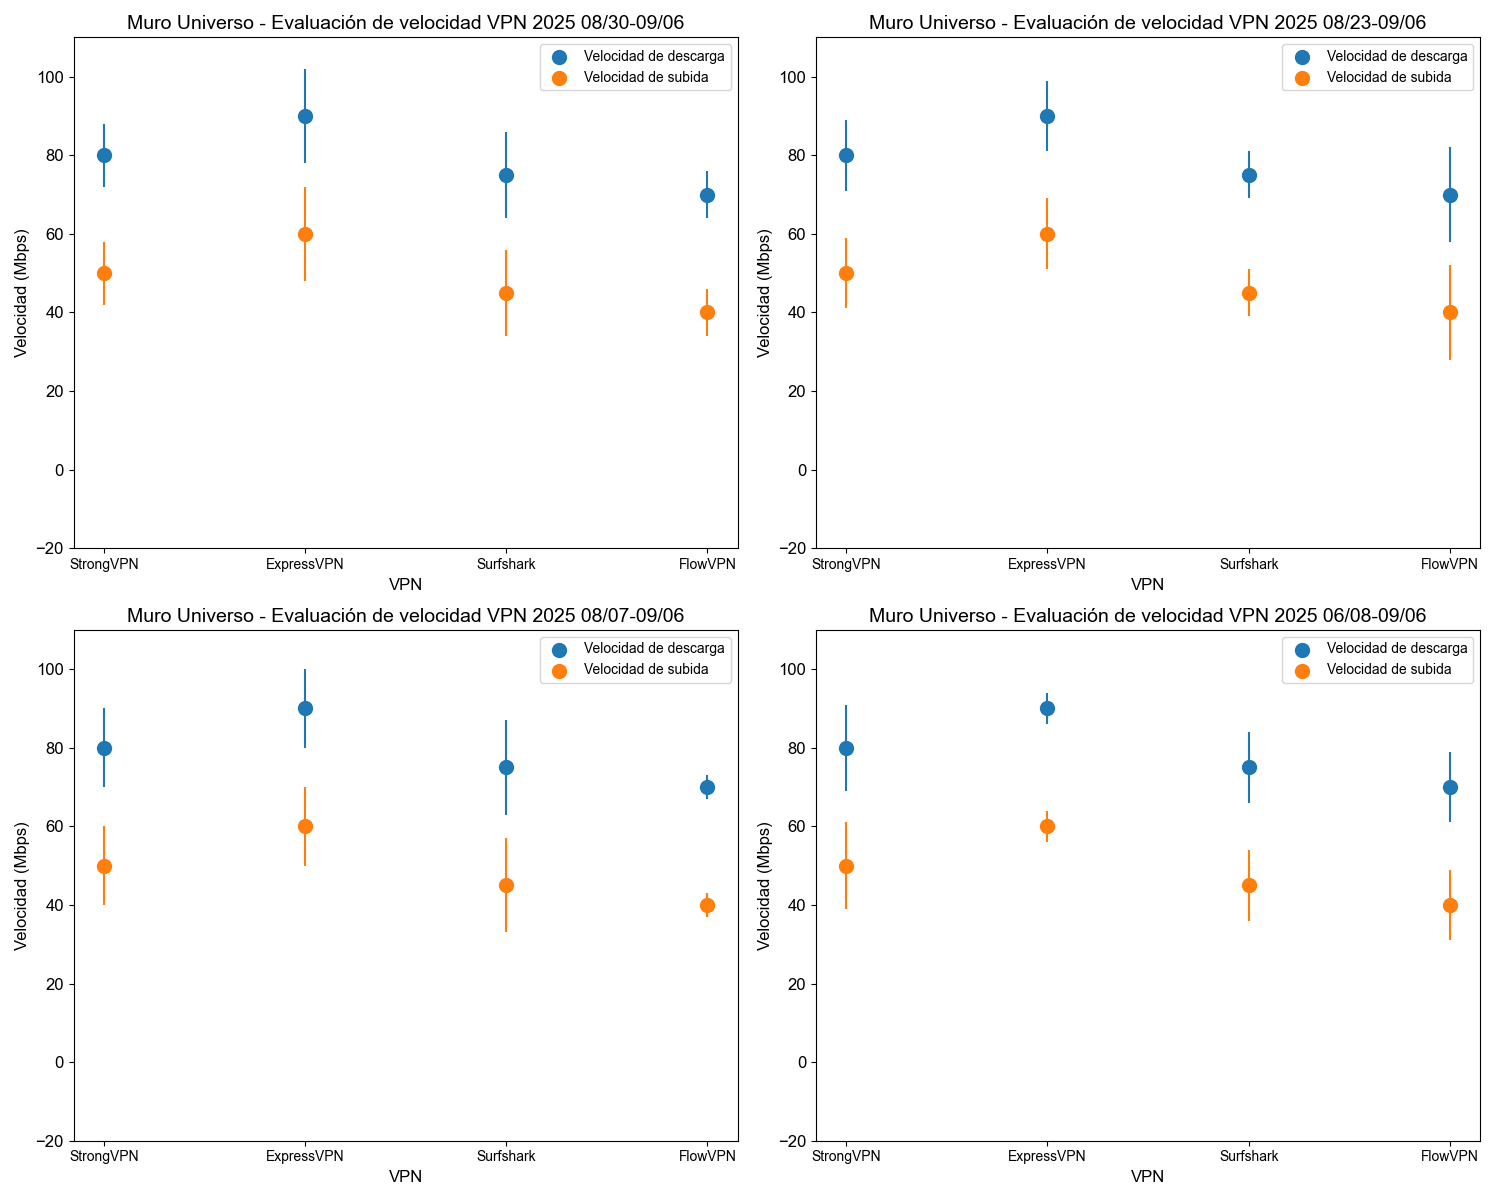 Muro Universo - Evaluación de velocidad VPN 2025 08/30-09/06
Velocidad de descarga
Velocidad de subida
Velocidad (Mbps)
100
80
60
40
20
0
−20
StrongVPN
ExpressVPN
Surfshark
FlowVPN
VPN
Muro Universo - Evaluación de velocidad VPN 2025 08/23-09/06
Velocidad de descarga
Velocidad de subida
Velocidad (Mbps)
100
80
60
40
20
0
−20
StrongVPN
ExpressVPN
Surfshark
FlowVPN
VPN
Muro Universo - Evaluación de velocidad VPN 2025 08/07-09/06
Velocidad de descarga
Velocidad de subida
Velocidad (Mbps)
100
80
60
40
20
0
−20
StrongVPN
ExpressVPN
Surfshark
FlowVPN
VPN
Muro Universo - Evaluación de velocidad VPN 2025 06/08-09/06
Velocidad de descarga
Velocidad de subida
Velocidad (Mbps)
100
80
60
40
20
0
−20
StrongVPN
ExpressVPN
Surfshark
FlowVPN
VPN